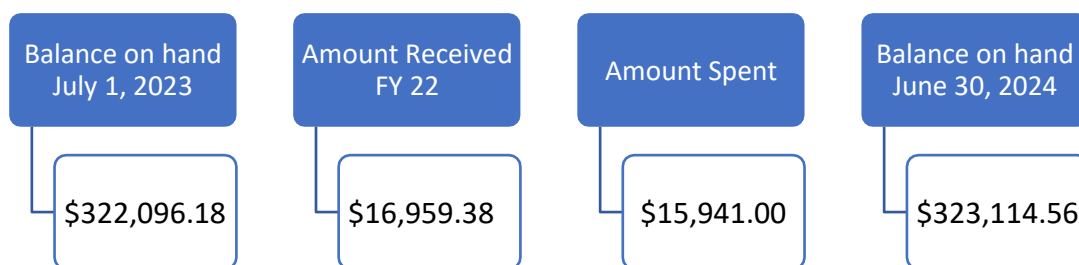 Balance on hand
July 1, 2023
$322,096.18
Amount Received
FY 22
$16,959.38
Amount Spent
$15,941.00
Balance on hand
June 30, 2024
$323,114.56